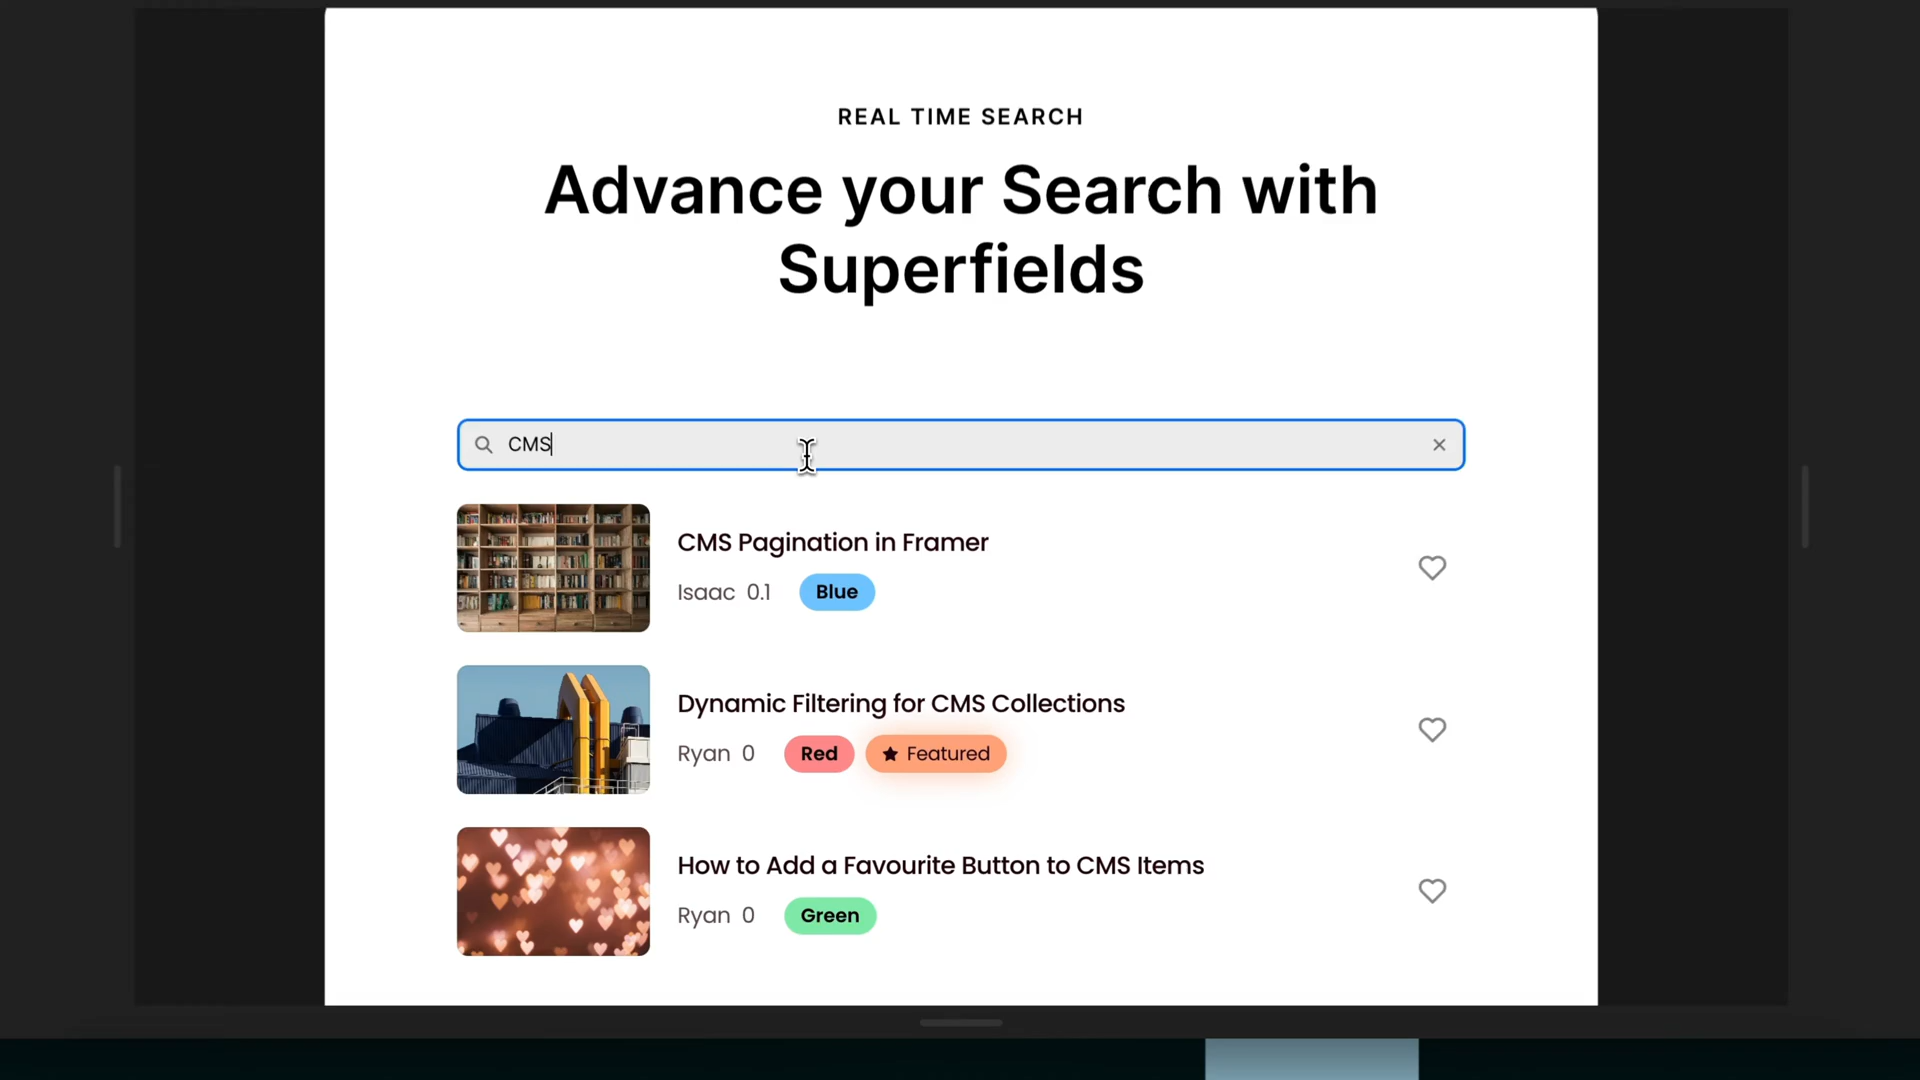 REAL TIME SEARCH
Advance your Search with
Superfields
CMS
CMS Pagination in Framer
Isaac 0.1 Blue
Dynamic Filtering for CMS Collections
Ryan 0 Red Featured
How to Add a Favourite Button to CMS Items
Ryan 0 Green